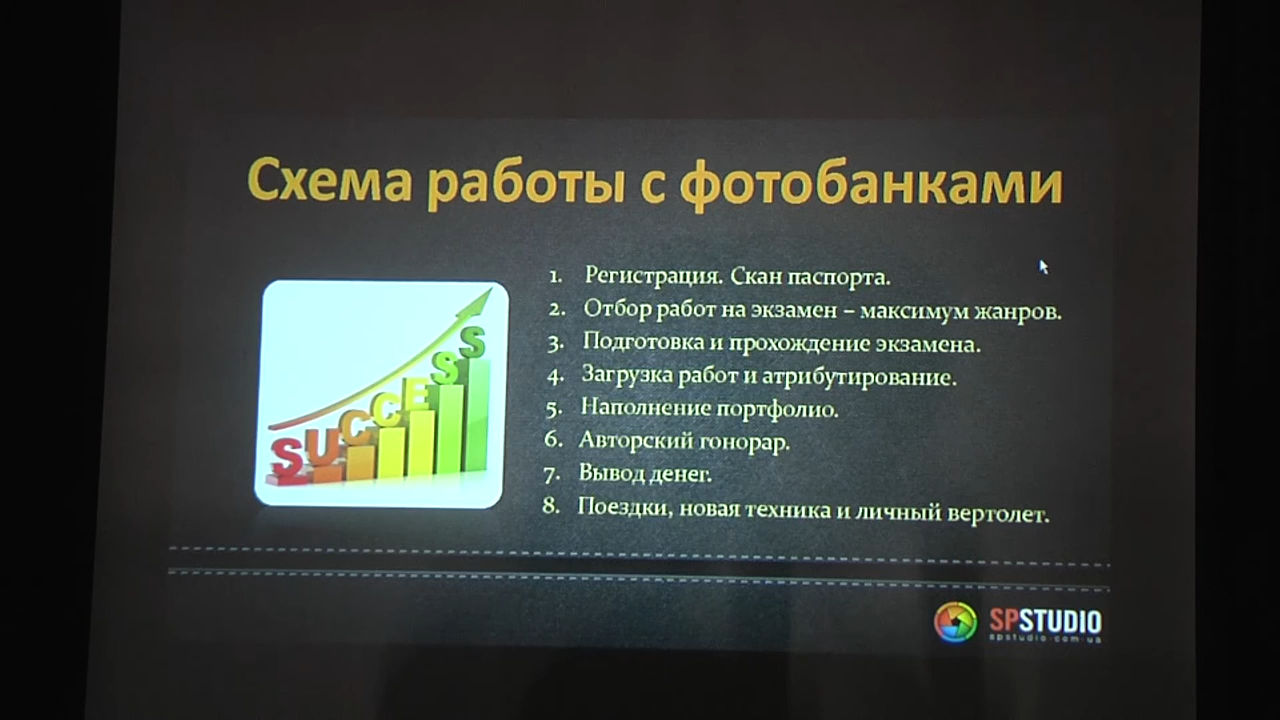 Схема работы с фотобанками
SUCCESS
1. Регистрация. Скан паспорта.
2. Отбор работ на экзамен – максимум жанров.
3. Подготовка и прохождение экзамена.
4. Загрузка работ и атрибутирование.
5. Наполнение портфолио.
6. Авторский гонорар.
7. Вывод денег.
8. Поездки, новая техника и личный вертолет.
SPSTUDIO
spstudio.com.ua